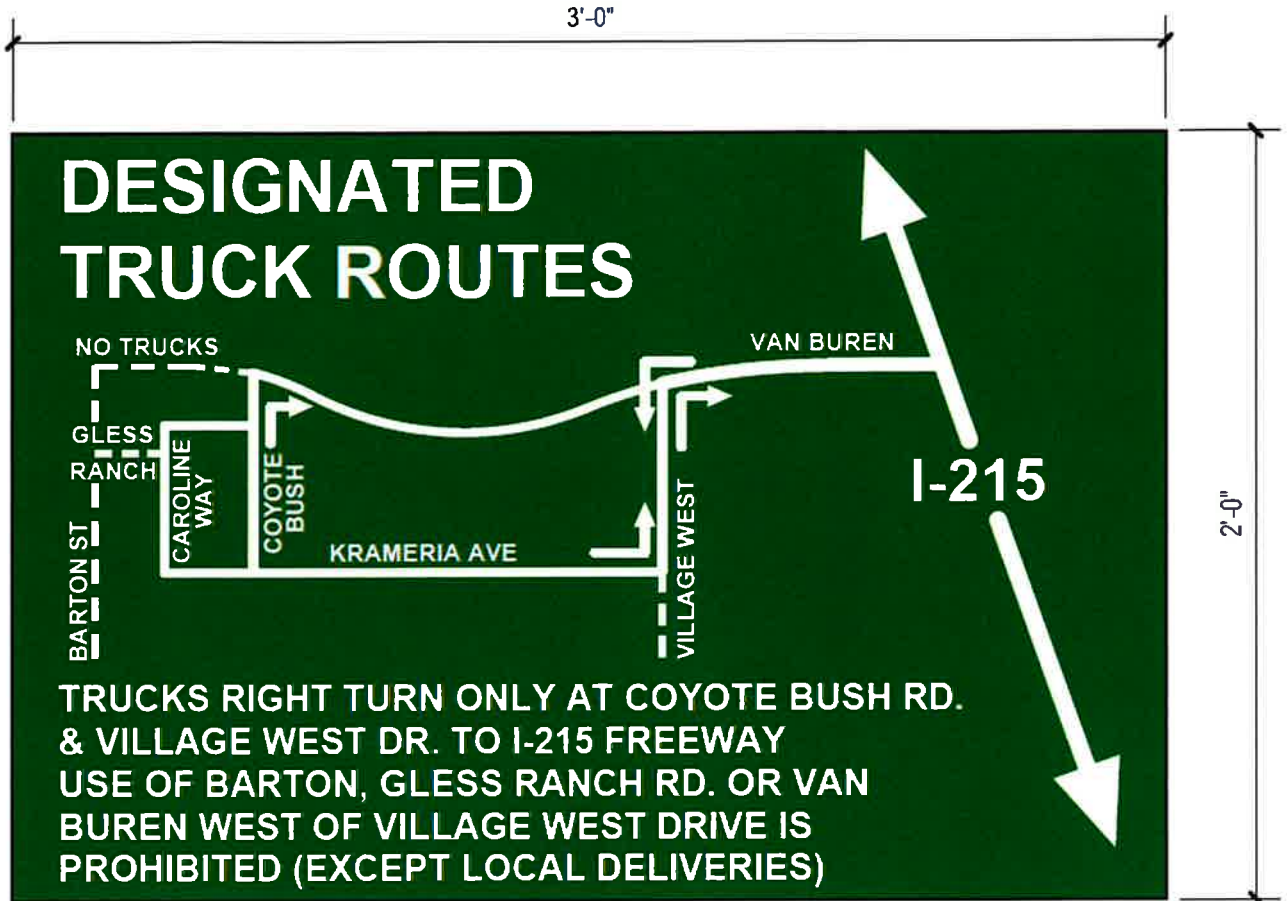 3'-0"
DESIGNATED
TRUCK ROUTES
NO TRUCKS
VAN BUREN
GLESS
RANCH
CAROLINE
WAY
COYOTE
BUSH
I-215
2'-0"
BARTON ST
KRAMERIA AVE
VILLAGE WEST
TRUCKS RIGHT TURN ONLY AT COYOTE BUSH RD.
& VILLAGE WEST DR. TO I-215 FREEWAY
USE OF BARTON, GLESS RANCH RD. OR VAN
BUREN WEST OF VILLAGE WEST DRIVE IS
PROHIBITED (EXCEPT LOCAL DELIVERIES)